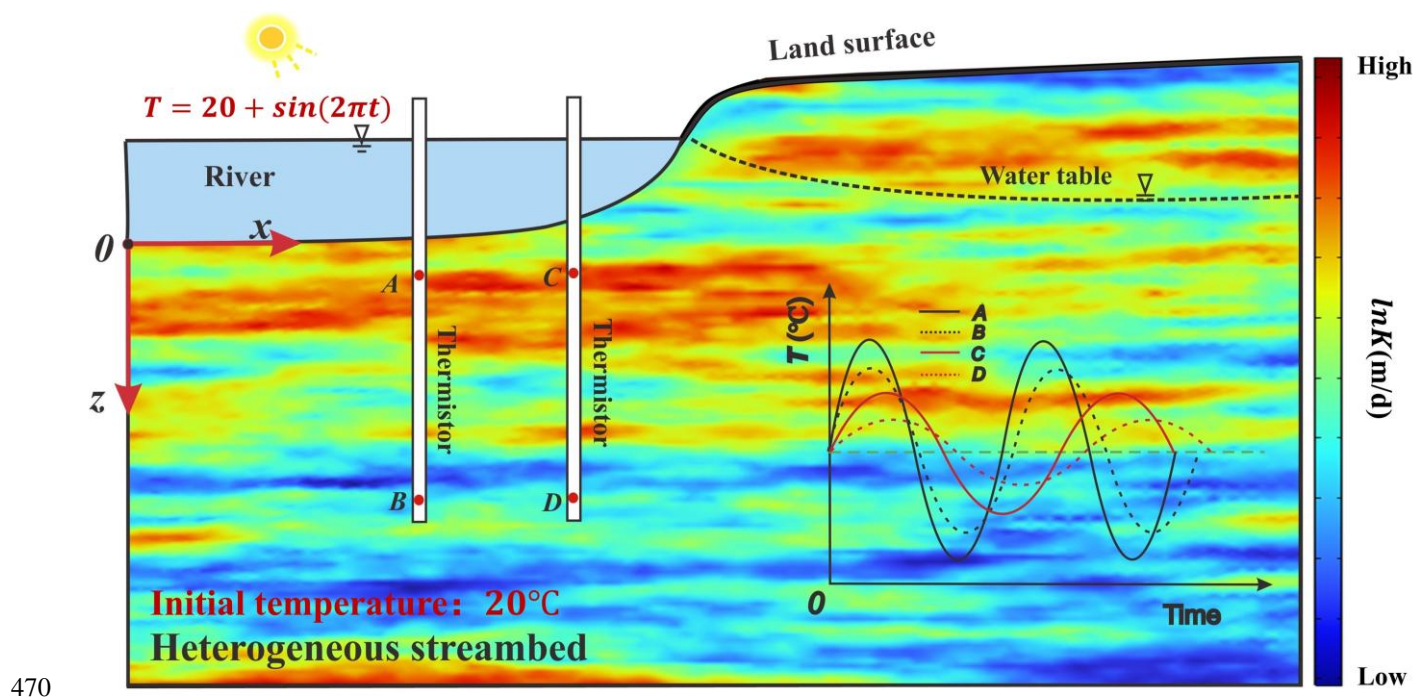 Land surface
High
T = 20 + sin(2πt)
River
Water table
0
x
A
C
T (°C)
A
B
C
D
Thermistor
Thermistor
lnK(m/d)
z
B
D
0
Time
Initial temperature: 20℃
Heterogeneous streambed
Low
470